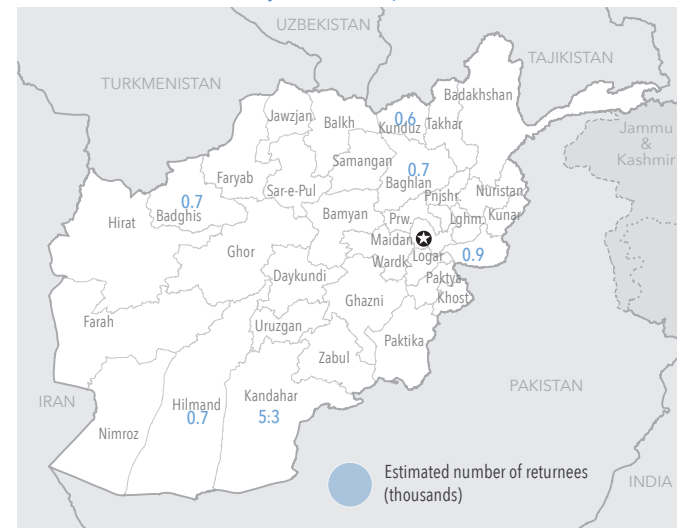 UZBEKISTAN
TAJIKISTAN
TURKMENISTAN
Badakhshan
Jawzjan
Balkh
0.6
Kunduz
Takhar
Jammu
&
Kashmir
Samangan
0.7
Baghlan
Faryab
Sar-e-Pul
Pnjshr.
Nuristan
0.7
Badghis
Hirat
Bamyan
Prw.
Lghm.
Kunar
Maidan
Wardk.
Logar
0.9
Ghor
Daykundi
Paktya
Khost
Ghazni
Farah
Uruzgan
Paktika
Zabul
PAKISTAN
IRAN
Hilmand
0.7
Kandahar
5:3
Nimroz
Estimated number of returnees
(thousands)
INDIA